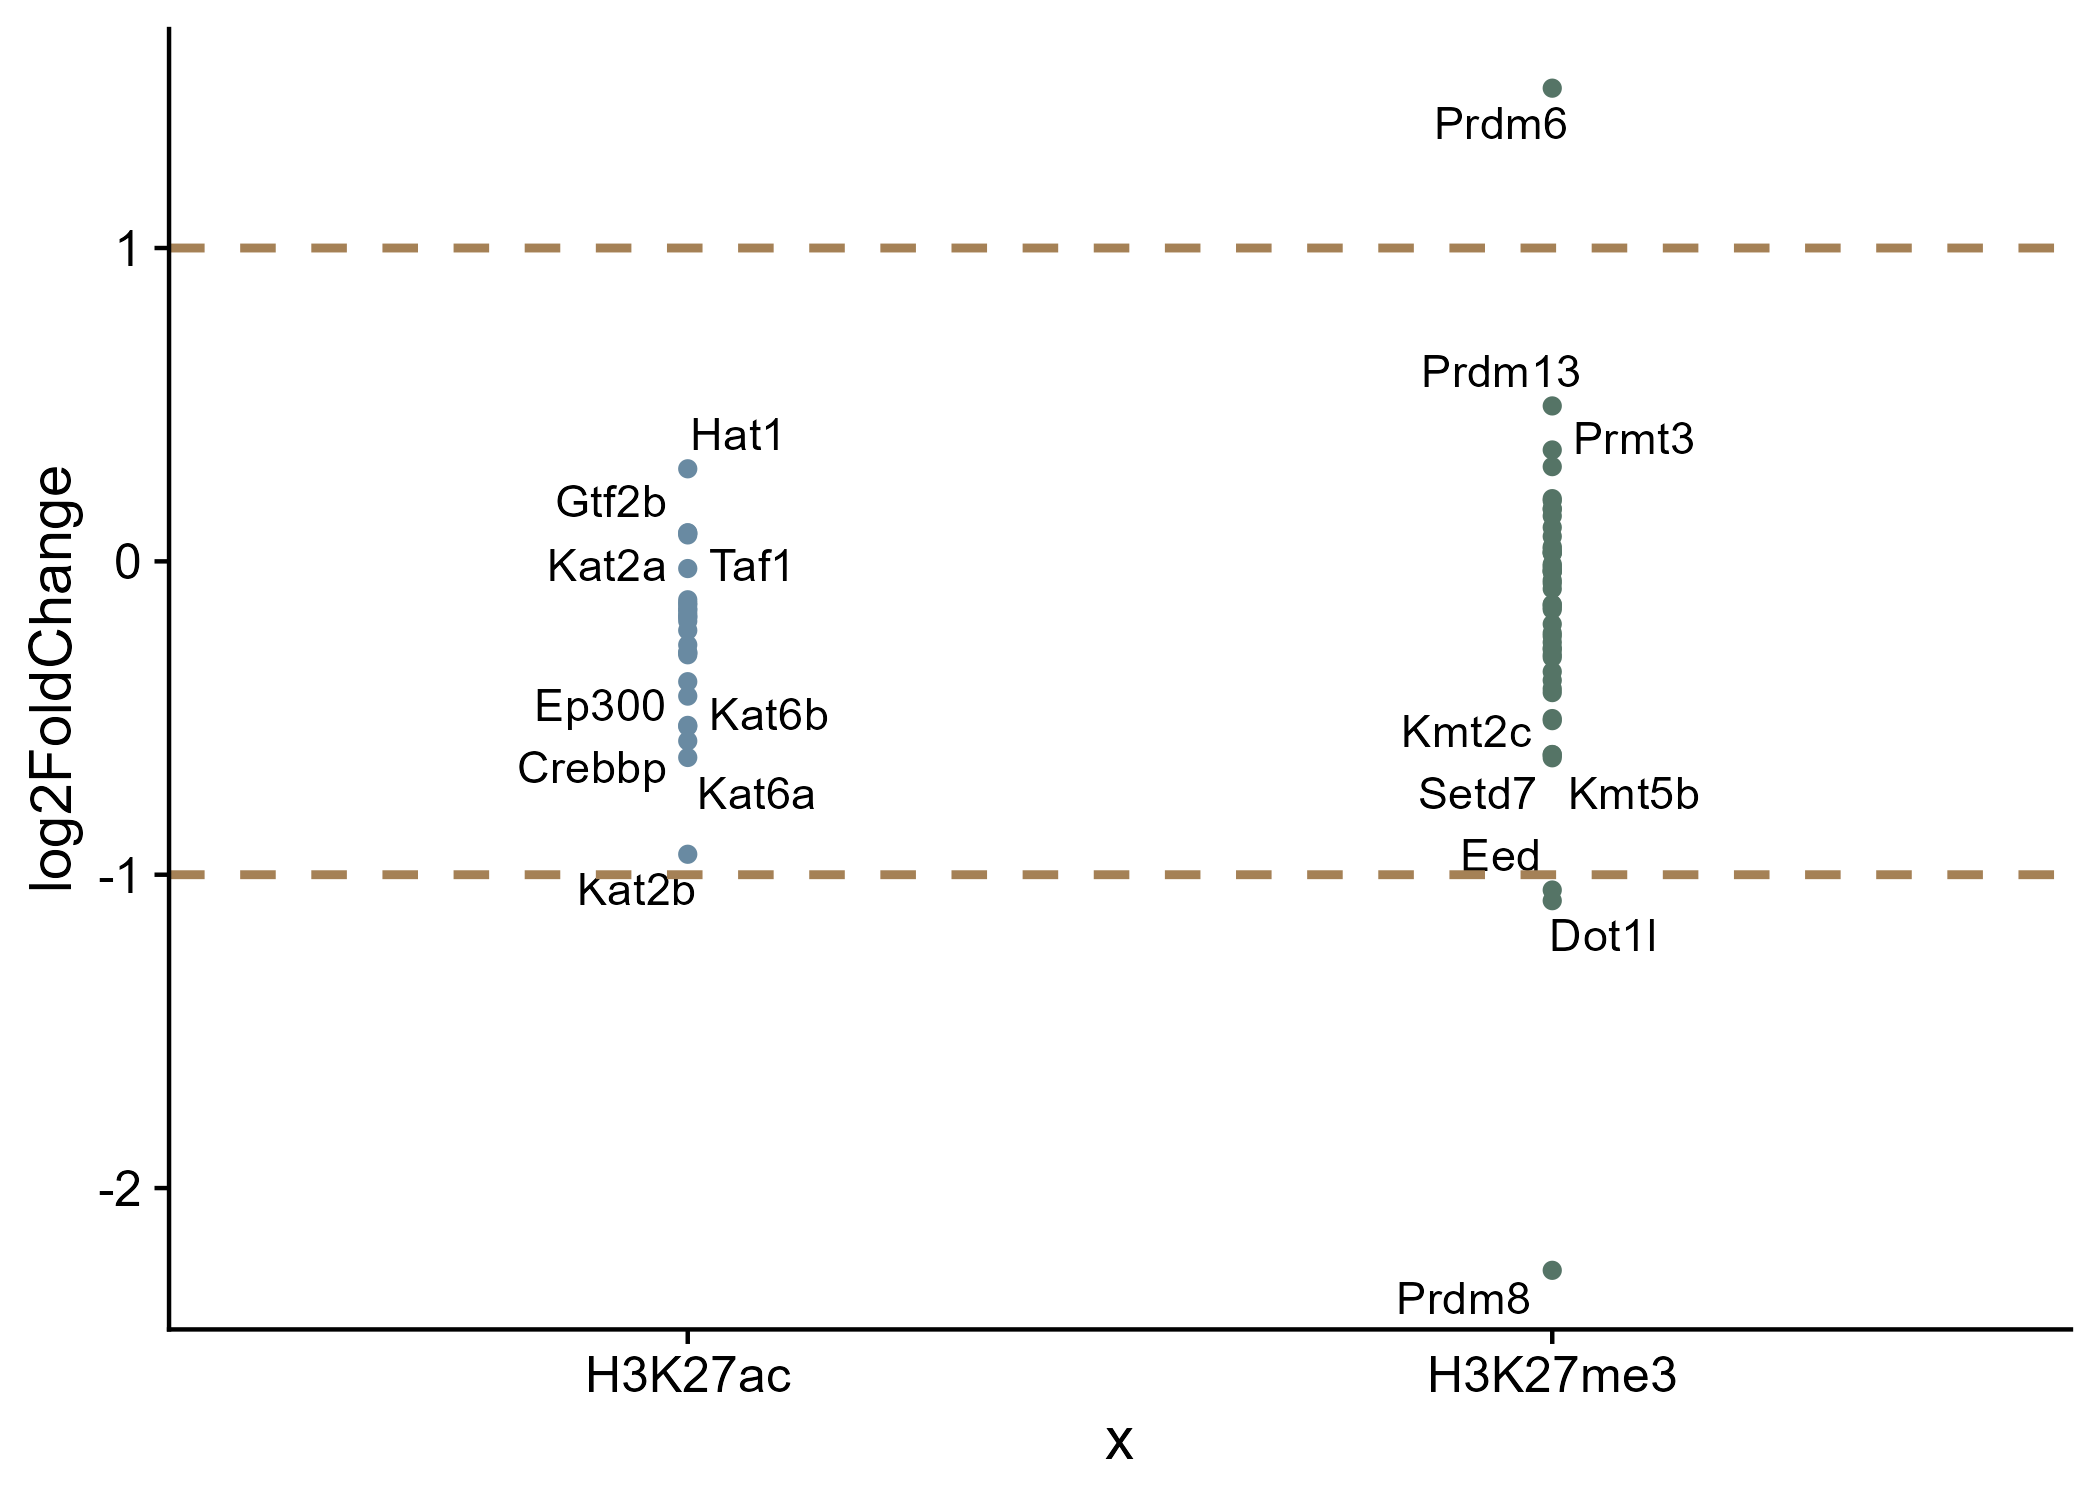 log2FoldChange
1
0
-1
-2
Prdm6
Prdm13
Hat1
Prmt3
Gtf2b
Kat2a
Taf1
Ep300
Kat6b
Kmt2c
Crebbp
Kat6a
Setd7
Kmt5b
Eed
Kat2b
Dot1l
Prdm8
H3K27ac
H3K27me3
x